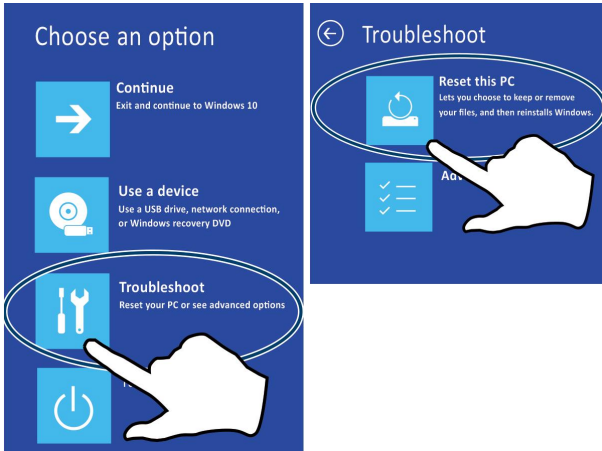 Choose an option
Continue
Exit and continue to Windows 10
Use a device
Use a USB drive, network connection,
or Windows recovery DVD
Troubleshoot
Reset your PC or see advanced options
Troubleshoot
Reset this PC
Lets you choose to keep or remove
your files, and then reinstalls Windows.